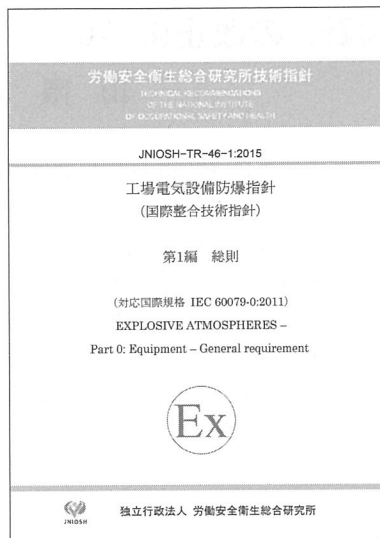 労働安全衛生総合研究所技術指針
TECHNICAL RECOMMENDATIONS
OF THE NATIONAL INSTITUTE
OF OCCUPATIONAL SAFETY AND HEALTH
JNIOSH-TR-46-1:2015
工場電気設備防爆指針
(国際整合技術指針)
第1編 総則
(対応国際規格 IEC 60079-0:2011)
EXPLOSIVE ATMOSPHERES –
Part 0: Equipment – General requirement
Ex
JNIOSH
独立行政法人 労働安全衛生総合研究所